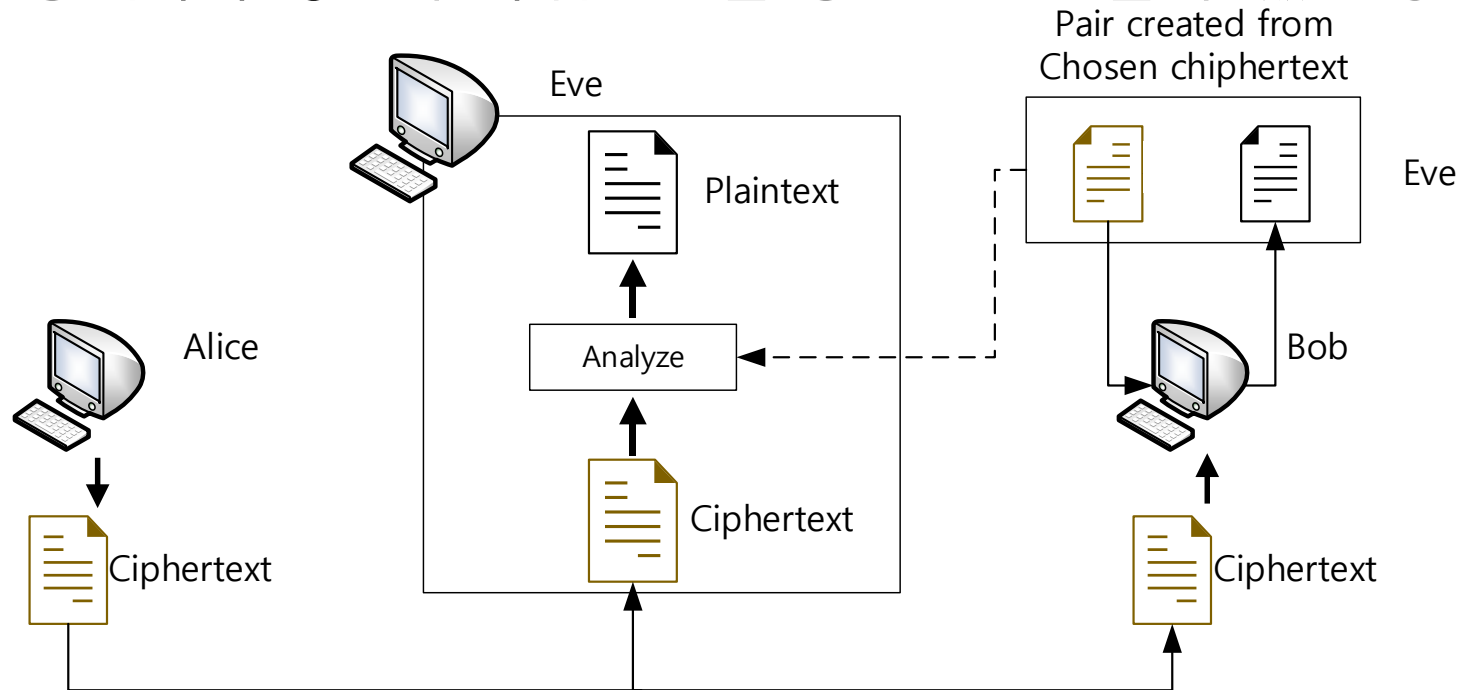 Pair created from
Chosen chiphertext
Eve
Plaintext
Eve
Analyze
Alice
Bob
Ciphertext
Ciphertext
Ciphertext